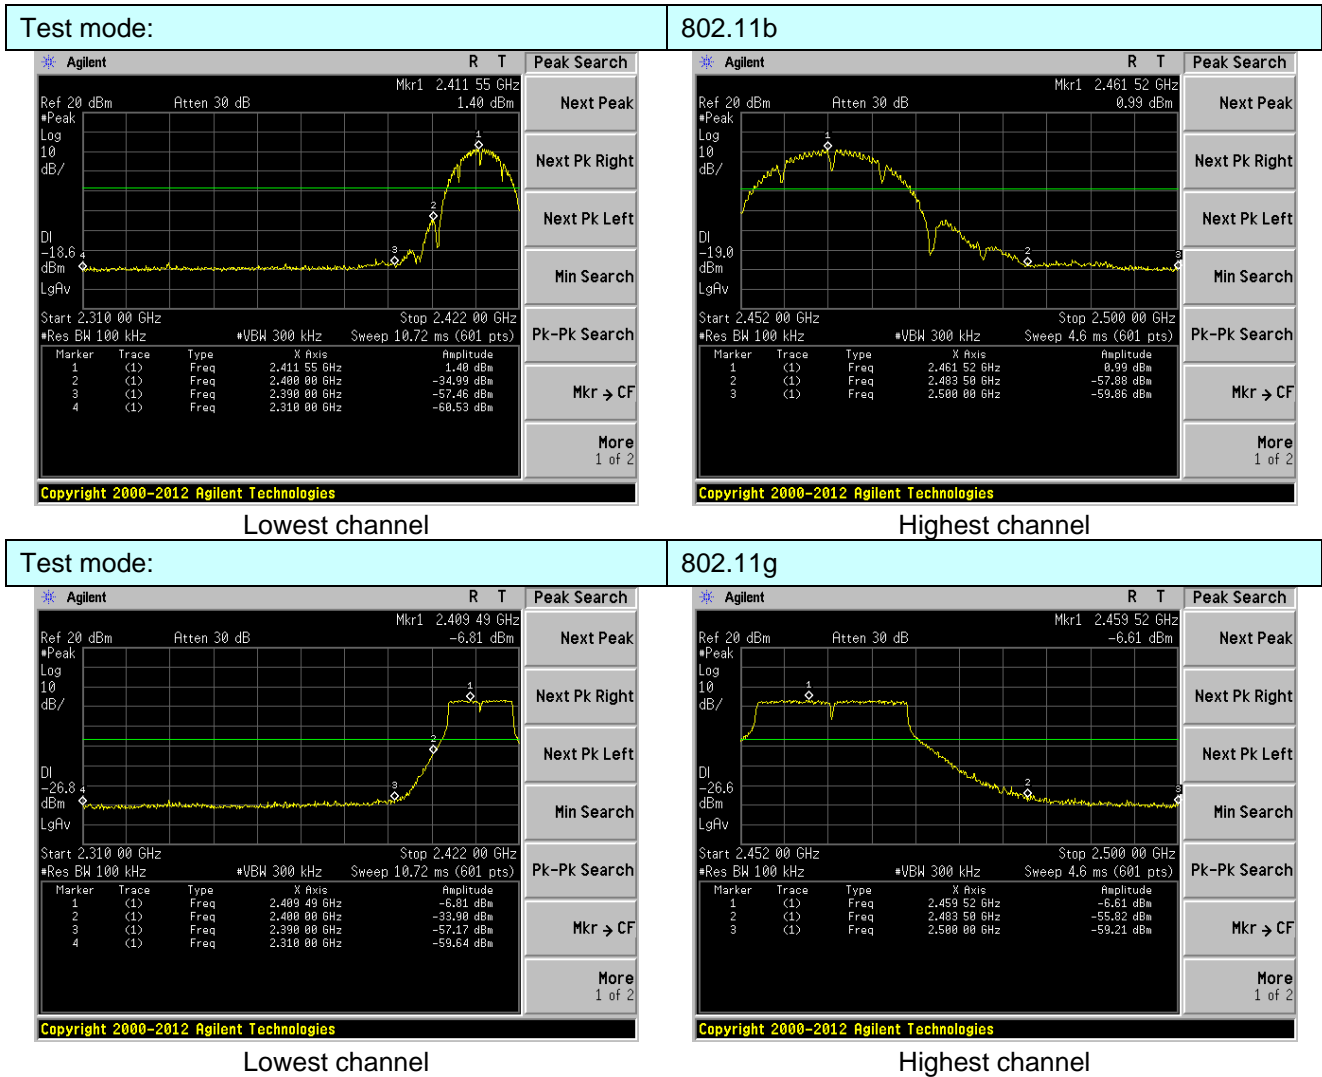 Test mode: 802.11b
Agilent R T Peak Search
Mkr1 2.411 55 GHz
Ref 20 dBm Atten 30 dB 1.40 dBm
#Peak
Log
10
dB/
1
2
3
4
DI
-18.6
dBm
LgAv
Start 2.310 00 GHz Stop 2.422 00 GHz
#Res BW 100 kHz #VBW 300 kHz Sweep 10.72 ms (601 pts)
Marker Trace Type X Axis Amplitude
1 (1) Freq 2.411 55 GHz 1.40 dBm
2 (1) Freq 2.400 00 GHz -34.99 dBm
3 (1) Freq 2.390 00 GHz -57.46 dBm
4 (1) Freq 2.310 00 GHz -60.53 dBm
Next Peak
Next Pk Right
Next Pk Left
Min Search
Pk-Pk Search
Mkr → CF
More
1 of 2
Copyright 2000-2012 Agilent Technologies
Lowest channel
Agilent R T Peak Search
Mkr1 2.461 52 GHz
Ref 20 dBm Atten 30 dB 0.99 dBm
#Peak
Log
10
dB/
1
2
3
DI
-19.0
dBm
LgAv
Start 2.452 00 GHz Stop 2.500 00 GHz
#Res BW 100 kHz #VBW 300 kHz Sweep 4.6 ms (601 pts)
Marker Trace Type X Axis Amplitude
1 (1) Freq 2.461 52 GHz 0.99 dBm
2 (1) Freq 2.483 50 GHz -57.88 dBm
3 (1) Freq 2.500 00 GHz -59.86 dBm
Next Peak
Next Pk Right
Next Pk Left
Min Search
Pk-Pk Search
Mkr → CF
More
1 of 2
Copyright 2000-2012 Agilent Technologies
Highest channel
Test mode: 802.11g
Agilent R T Peak Search
Mkr1 2.409 49 GHz
Ref 20 dBm Atten 30 dB -6.81 dBm
#Peak
Log
10
dB/
1
2
3
4
DI
-26.8
dBm
LgAv
Start 2.310 00 GHz Stop 2.422 00 GHz
#Res BW 100 kHz #VBW 300 kHz Sweep 10.72 ms (601 pts)
Marker Trace Type X Axis Amplitude
1 (1) Freq 2.409 49 GHz -6.81 dBm
2 (1) Freq 2.400 00 GHz -33.90 dBm
3 (1) Freq 2.390 00 GHz -57.17 dBm
4 (1) Freq 2.310 00 GHz -59.64 dBm
Next Peak
Next Pk Right
Next Pk Left
Min Search
Pk-Pk Search
Mkr → CF
More
1 of 2
Copyright 2000-2012 Agilent Technologies
Lowest channel
Agilent R T Peak Search
Mkr1 2.459 52 GHz
Ref 20 dBm Atten 30 dB -6.61 dBm
#Peak
Log
10
dB/
1
2
3
DI
-26.6
dBm
LgAv
Start 2.452 00 GHz Stop 2.500 00 GHz
#Res BW 100 kHz #VBW 300 kHz Sweep 4.6 ms (601 pts)
Marker Trace Type X Axis Amplitude
1 (1) Freq 2.459 52 GHz -6.61 dBm
2 (1) Freq 2.483 50 GHz -55.82 dBm
3 (1) Freq 2.500 00 GHz -59.21 dBm
Next Peak
Next Pk Right
Next Pk Left
Min Search
Pk-Pk Search
Mkr → CF
More
1 of 2
Copyright 2000-2012 Agilent Technologies
Highest channel